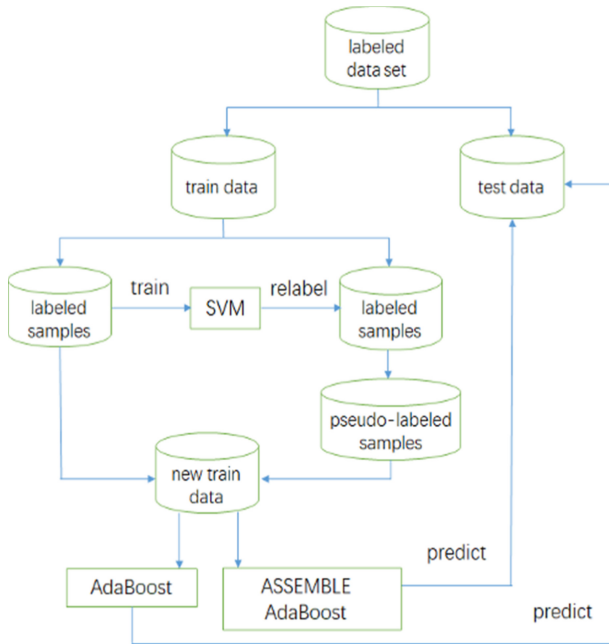 labeled
data set
train data
test data
labeled
samples
train
SVM
relabel
labeled
samples
pseudo-labeled
samples
new train
data
AdaBoost
ASSEMBLE
AdaBoost
predict
predict